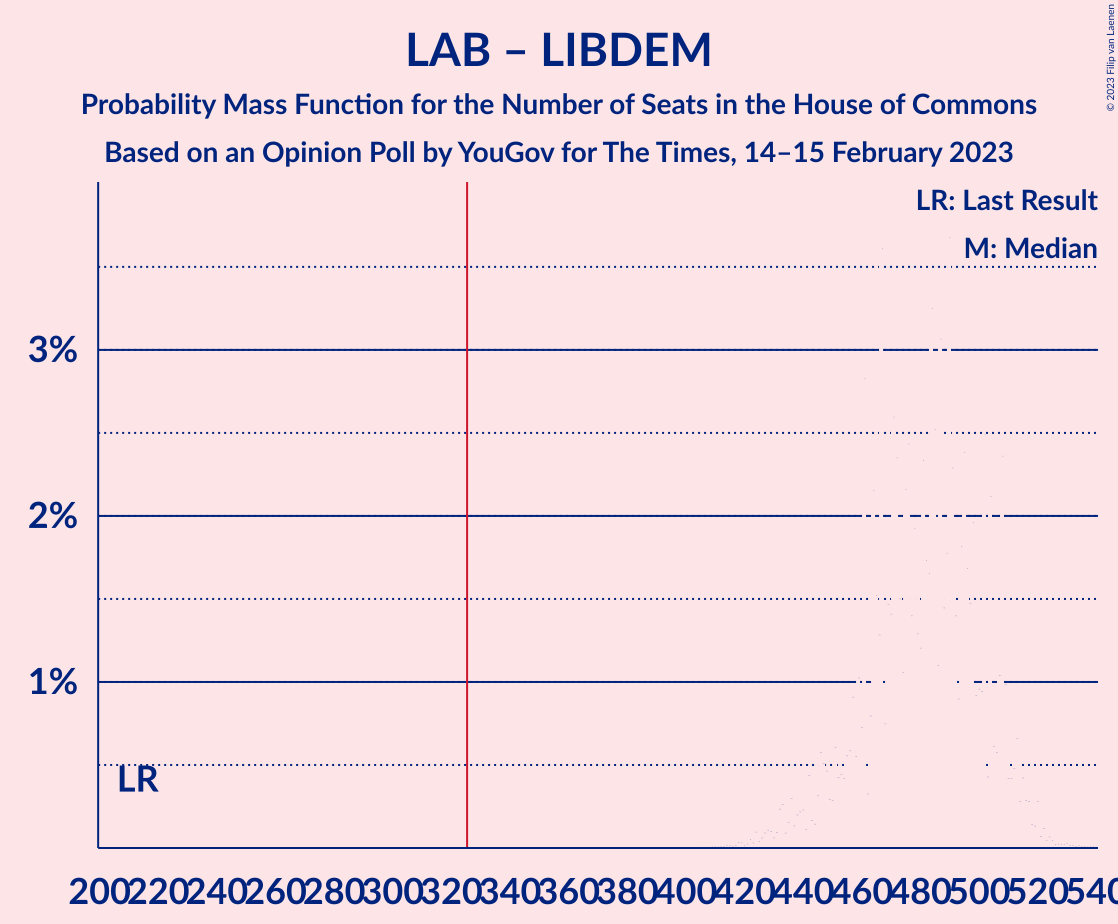 LAB – LIBDEM
Probability Mass Function for the Number of Seats in the House of Commons
Based on an Opinion Poll by YouGov for The Times, 14–15 February 2023
© 2023 Filip van Laenen
LR: Last Result
M: Median
3%
2%
1%
LR
200 220 240 260 280 300 320 340 360 380 400 420 440 460 480 500 520 540